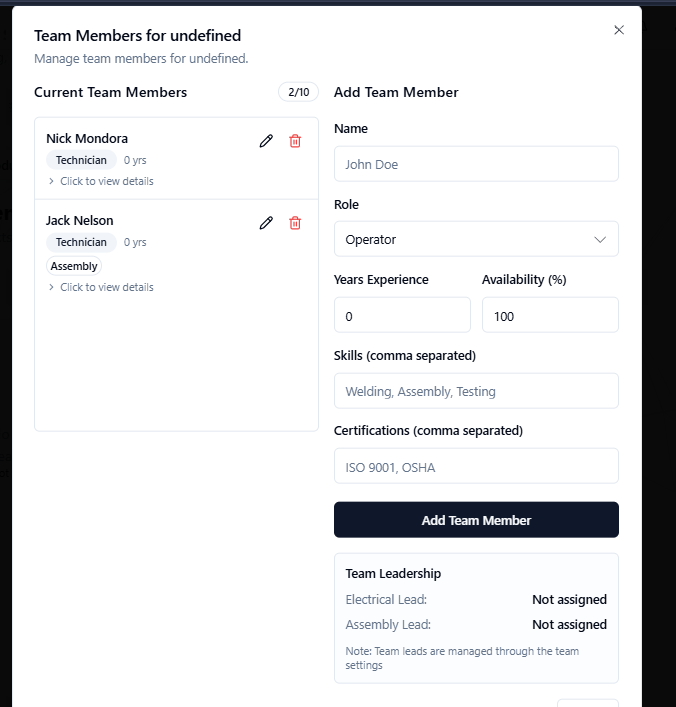 Team Members for undefined
Manage team members for undefined.
Current Team Members
2/10
Nick Mondora
Technician 0 yrs
Click to view details
Jack Nelson
Technician 0 yrs
Assembly
Click to view details
Add Team Member
Name
John Doe
Role
Operator
Years Experience Availability (%)
0 100
Skills (comma separated)
Welding, Assembly, Testing
Certifications (comma separated)
ISO 9001, OSHA
Add Team Member
Team Leadership
Electrical Lead: Not assigned
Assembly Lead: Not assigned
Note: Team leads are managed through the team
settings